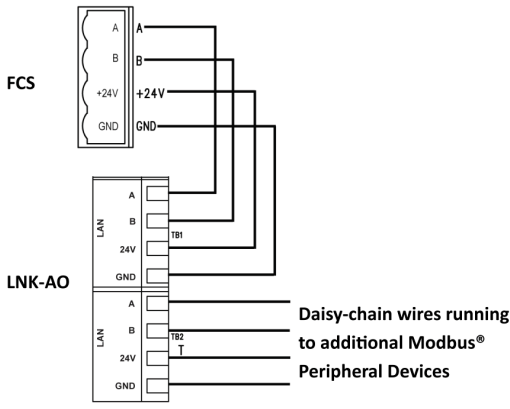 A A
B B
FCS
+24V +24V
GND GND
A
LAN
B
TB1
24V
LNK-AO
GND
A
Daisy-chain wires running
LAN
B
TB2
to additional Modbus®
24V
T
Peripheral Devices
GND